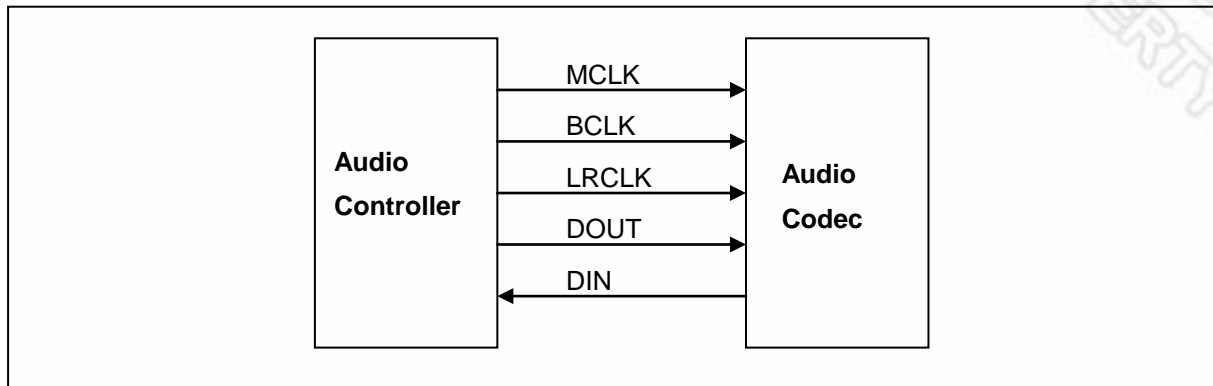 MCLK
BCLK
LRCLK
DOUT
DIN
Audio
Controller
Audio
Codec